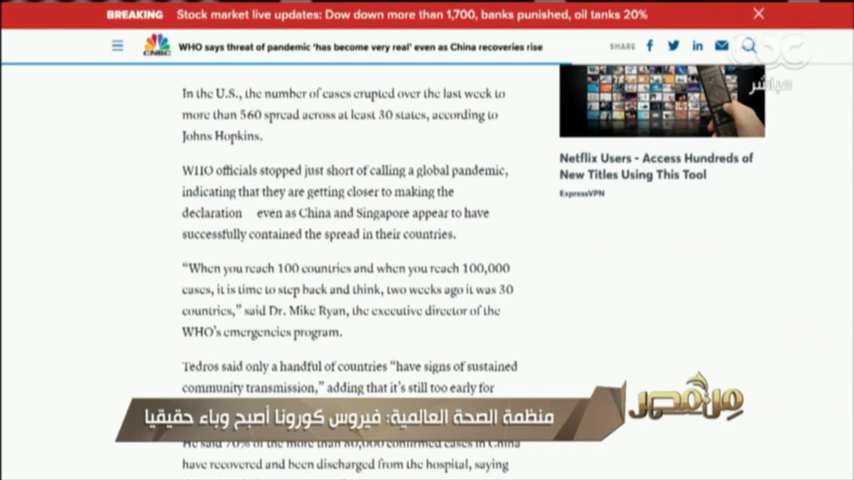 BREAKING Stock market live updates: Dow down more than 1,700, banks punished, oil tanks 20%
CNBC
WHO says threat of pandemic 'has become very real' even as China recoveries rise
SHARE
cbc
مباشر
In the U.S., the number of cases erupted over the last week to
more than 560 spread across at least 30 states, according to
Johns Hopkins.
WHO officials stopped just short of calling a global pandemic,
indicating that they are getting closer to making the
declaration even as China and Singapore appear to have
successfully contained the spread in their countries.
“When you reach 100 countries and when you reach 100,000
cases, it is time to step back and think, two weeks ago it was 30
countries,” said Dr. Mike Ryan, the executive director of the
WHO's emergencies program.
Tedros said only a handful of countries “have signs of sustained
community transmission,” adding that it's still too early for
He said 70% of the more than 80,000 confirmed cases in China
have recovered and been discharged from the hospital, saying
Netflix Users - Access Hundreds of
New Titles Using This Tool
ExpressVPN
من مصر
منظمة الصحة العالمية: فيروس كورونا أصبح وباء حقيقيا